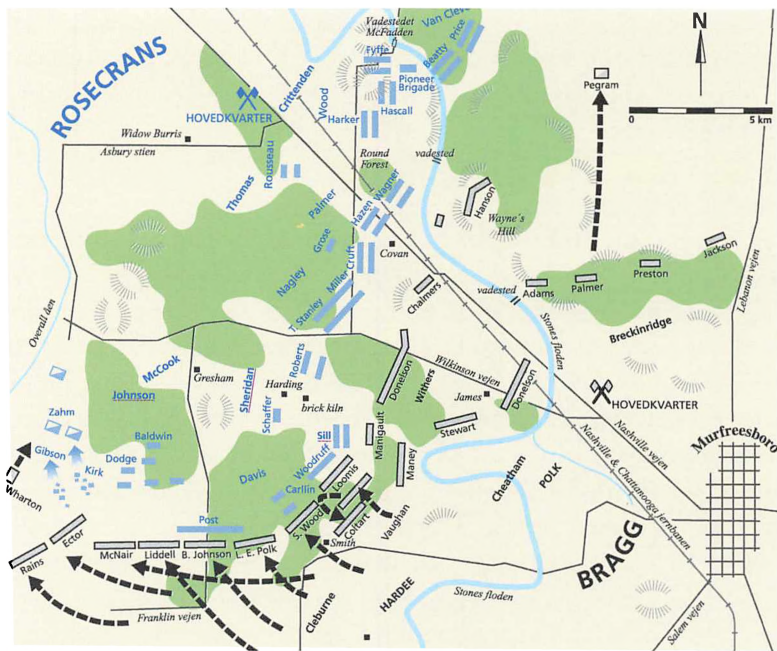 Van Cleve
Price
Vadestedet
McFadden
Fyffe
Beatty
N
Pegram
0
5 km
ROSECRANS
Crittenden
Wood
Pioneer
Brigade
Hascall
HOVEDKVARTER
Harker
Widow Burris
Asbury stien
Round
Forest
vadested
Rousseau
Thomas
Palmer
Wagner
Hazen
Hanson
Wayne's
Hill
Grose
Cruft
Covan
Jackson
Preston
Palmer
Adams
Nagley
Miller
T. Stanley
Chalmers
vadested
Breckinridge
Lebanon vejen
Overall åen
Stones floden
McCook
Sheridan
Roberts
Donelson
Withers
Wilkinson vejen
Donelson
Gresham
Harding
brick kiln
James
HOVEDKVARTER
Johnson
Schaffer
Zahm
Sill
Manigault
Stewart
Nashville vejen
Murfreesboro
Baldwin
Gibson
Dodge
Kirk
Woodruff
Loomis
Maney
Nashville & Chattanooga jernbanen
Davis
Carllin
Cheatham
POLK
Wharton
Post
S. Wood
Coltart
Vaughan
BRAGG
Smith
Rains
Ector
McNair
Liddell
B. Johnson
L. E. Polk
HARDEE
Stones floden
Cleburne
Franklin vejen
Salem vejen